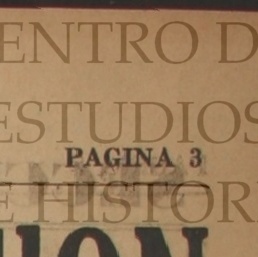 ENTRO D
ESTUDIOS
PAGINA 3
E HISTOR
ION